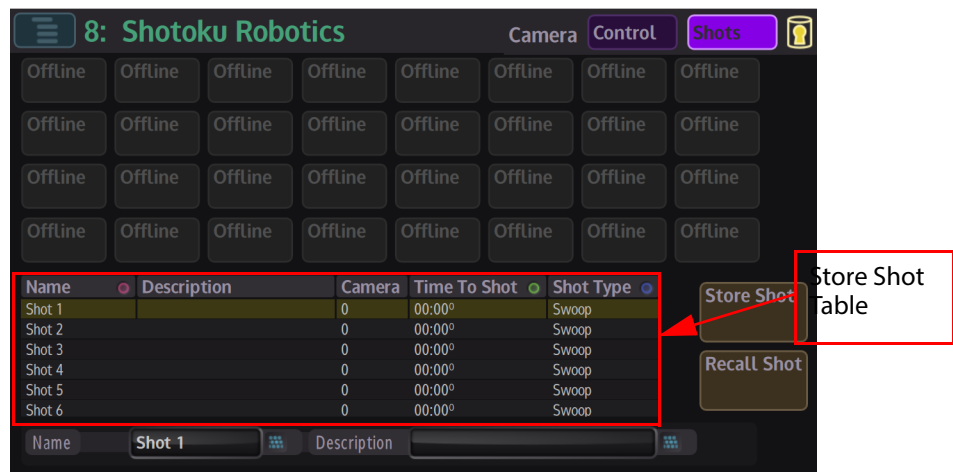 8: Shotoku Robotics Camera Control Shots
Offline Offline Offline Offline Offline Offline Offline Offline
Offline Offline Offline Offline Offline Offline Offline Offline
Offline Offline Offline Offline Offline Offline Offline Offline
Offline Offline Offline Offline Offline Offline Offline Offline
Name Description Camera Time To Shot Shot Type
Shot 1 0 00:00⁰ Swoop
Shot 2 0 00:00⁰ Swoop
Shot 3 0 00:00⁰ Swoop
Shot 4 0 00:00⁰ Swoop
Shot 5 0 00:00⁰ Swoop
Shot 6 0 00:00⁰ Swoop
Store Shot
Recall Shot
Store Shot
Table
Name Shot 1 Description